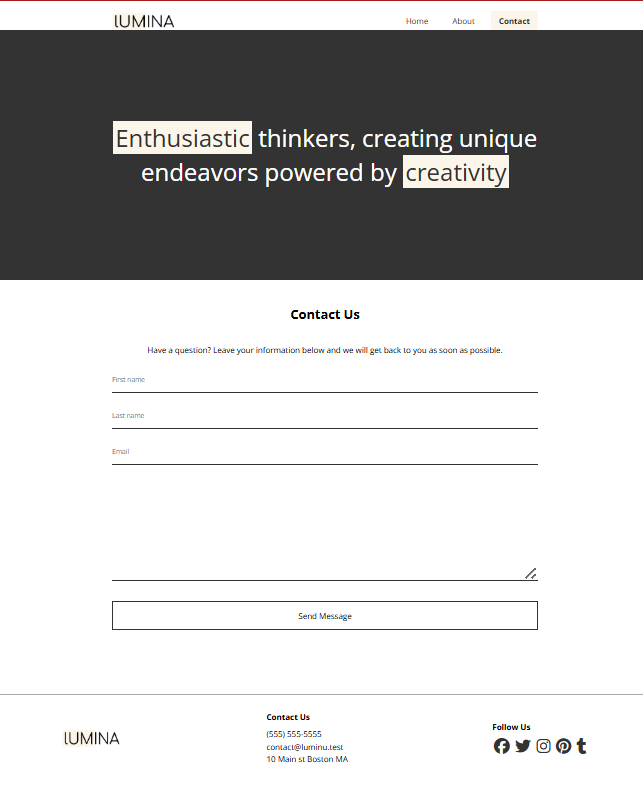 lUMINA
Home About Contact
Enthusiastic thinkers, creating unique
endeavors powered by creativity
Contact Us
Have a question? Leave your information below and we will get back to you as soon as possible.
First name
Last name
Email
Send Message
lUMINA
Contact Us
(555) 555-5555
contact@luminu.test
10 Main st Boston MA
Follow Us